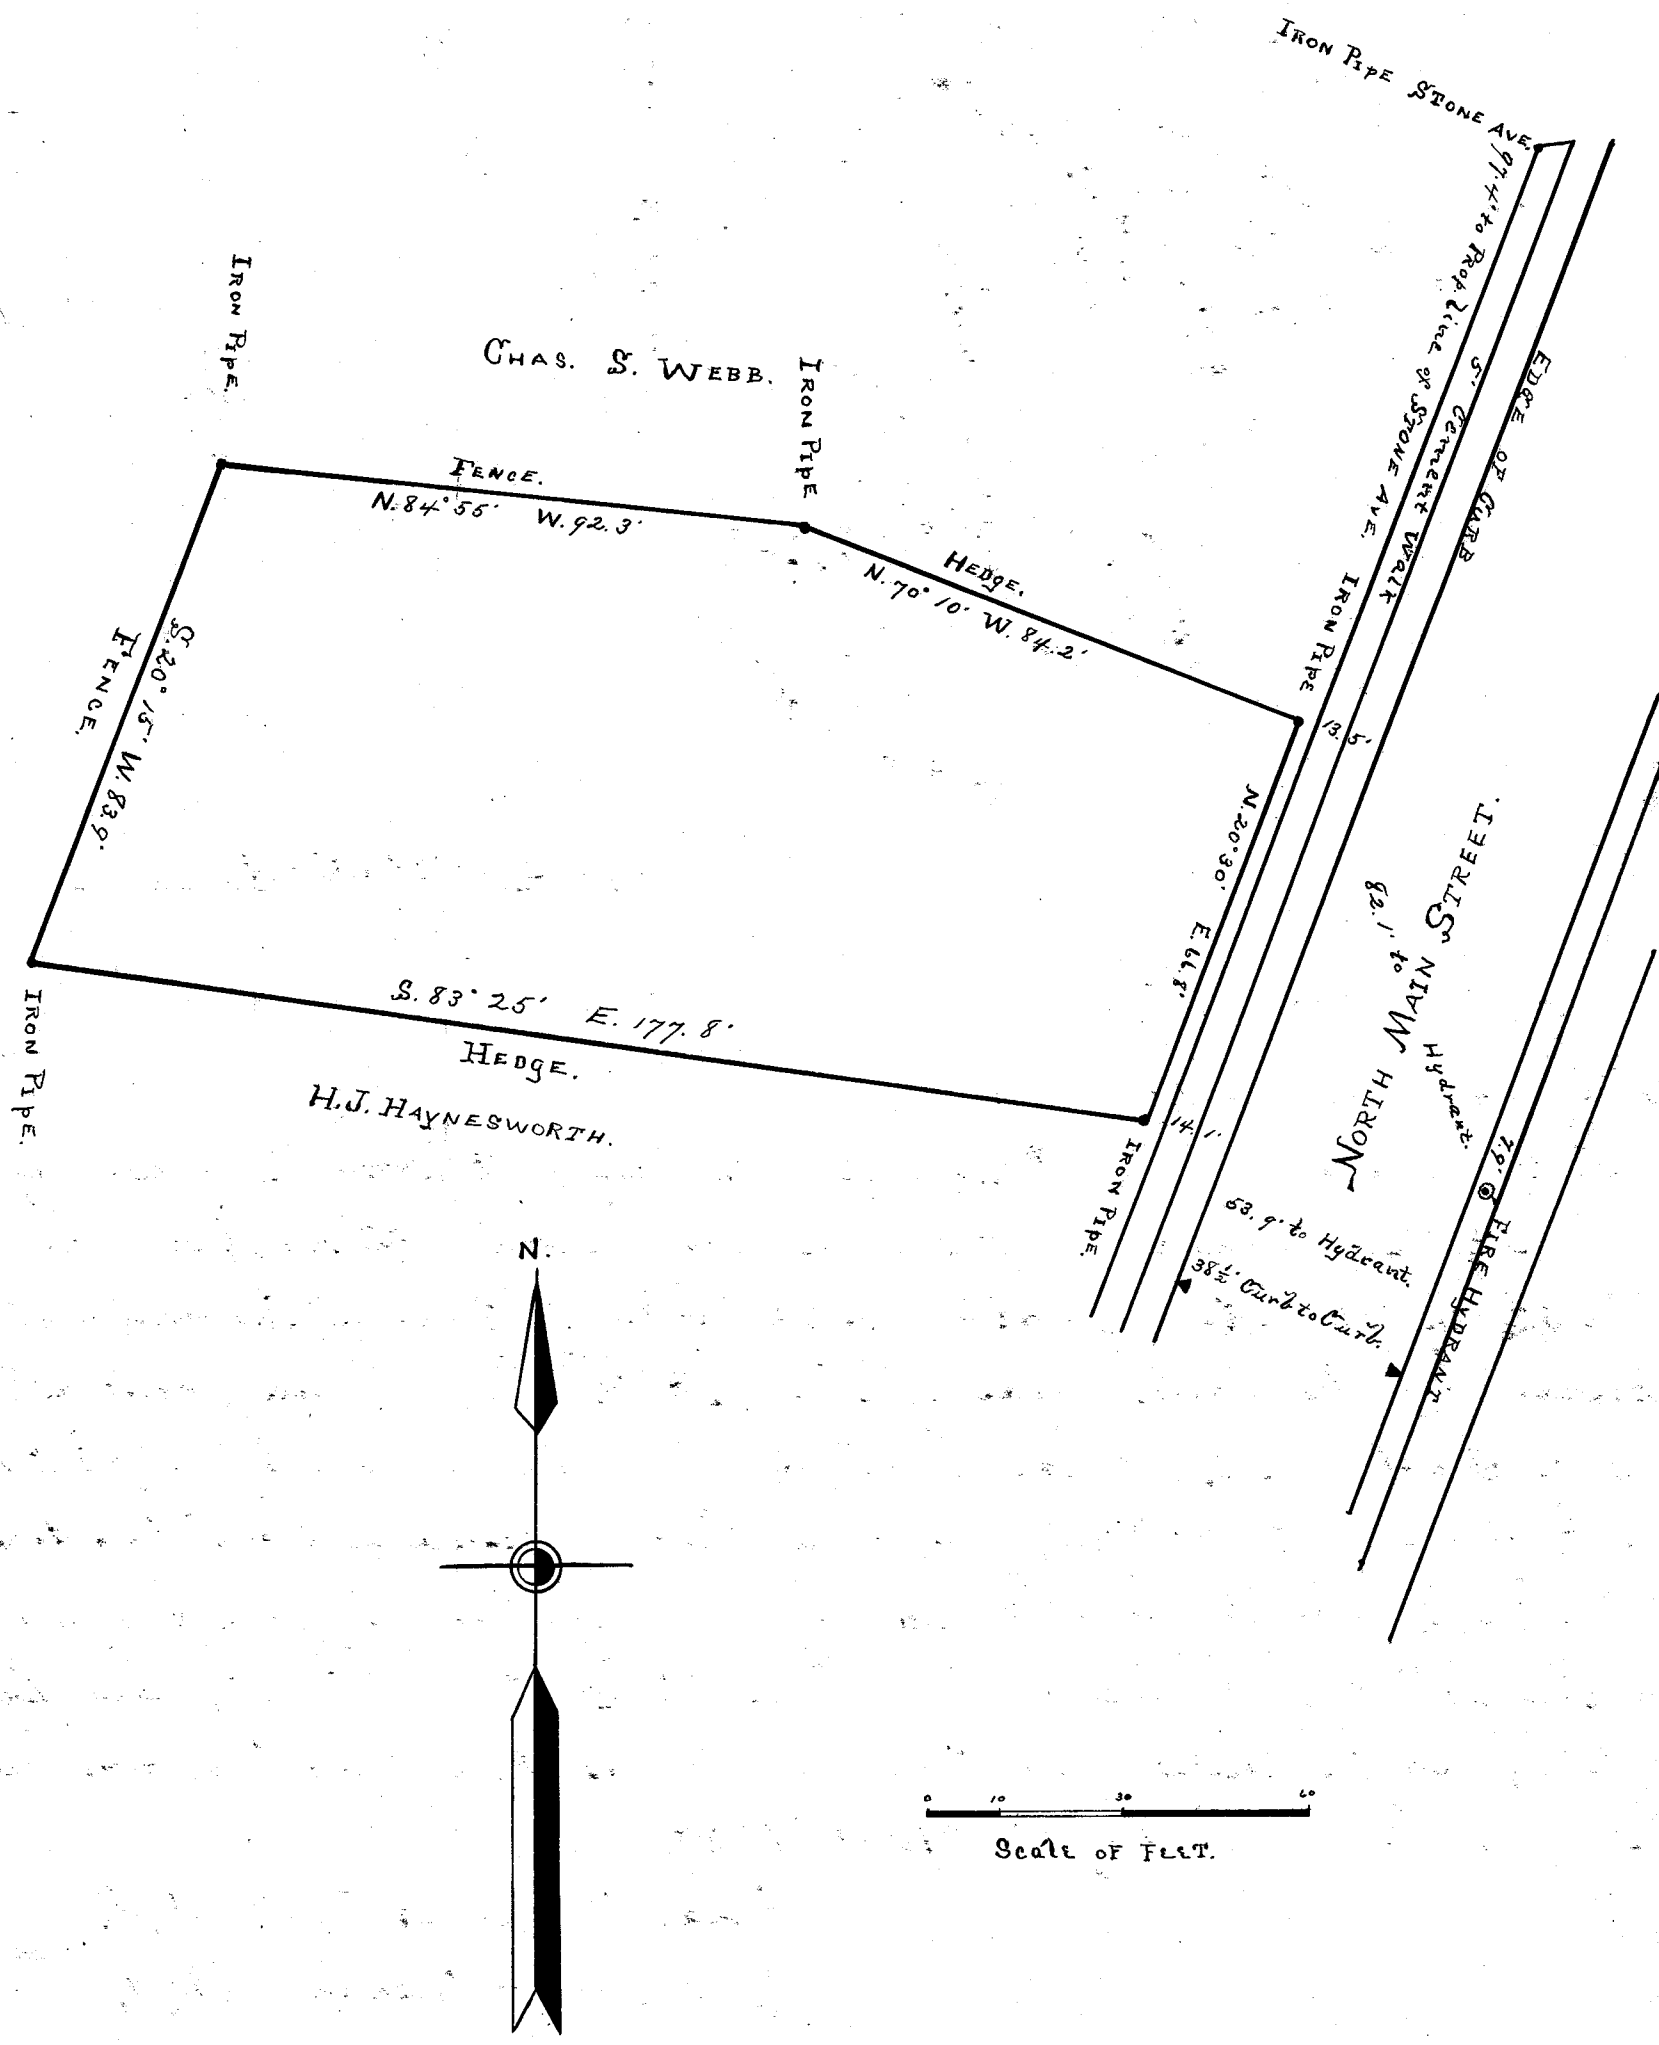 IRON PIPE STONE AVE.
97.4' to Prop. Line of STONE AVE.
5' Cement Walk
EDGE OF CURB
IRON PIPE.
CHAS. S. WEBB.
IRON PIPE
FENCE.
N. 84° 55' W. 92.3'
HEDGE.
N. 70° 10' W. 84.2'
IRON PIPE
13.5'
S. 20° 15' W. 83.9'
FENCE.
N. 20° 30' E. 66.8'
NORTH MAIN STREET.
82.1' to Hydrant.
S. 83° 25' E. 177.8'
HEDGE.
IRON PIPE.
H.J. HAYNESWORTH.
14.1'
IRON PIPE.
7.9'
FIRE HYDRANT
53.9' to Hydrant.
38½' Curb to Curb.
N.
0 10 30 60
Scale OF FEET.